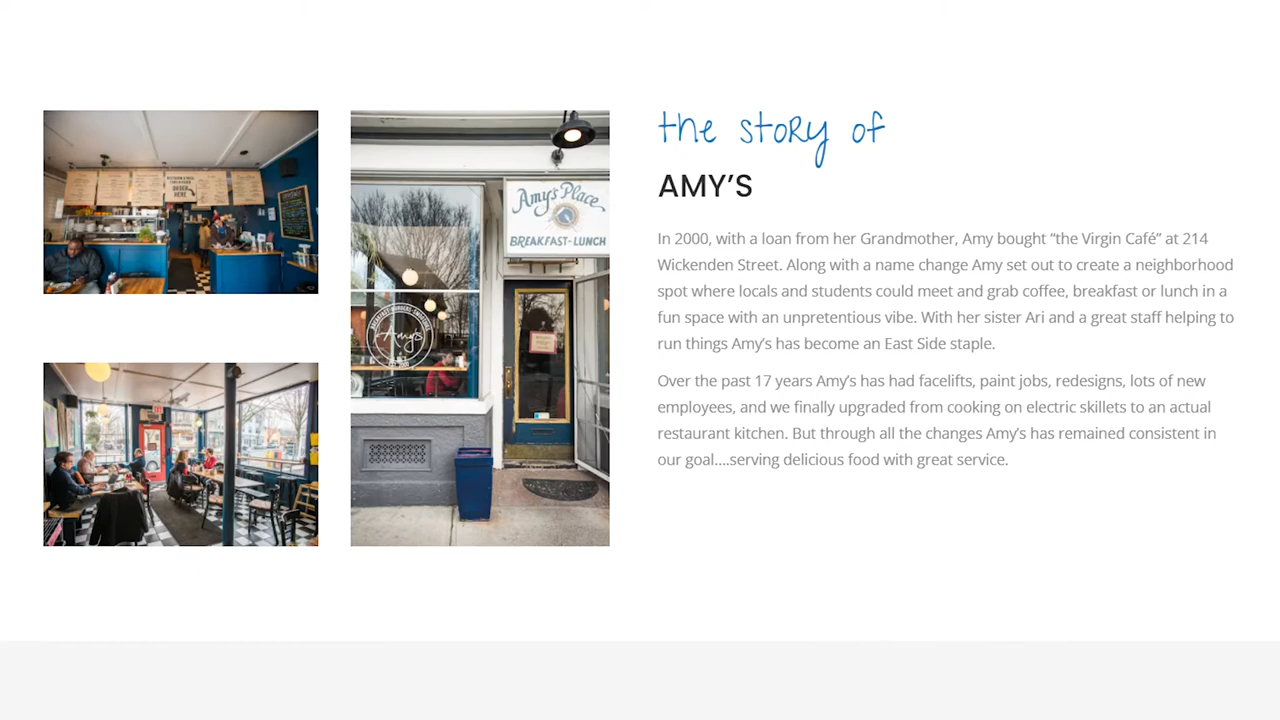 the story of
AMY’S
In 2000, with a loan from her Grandmother, Amy bought “the Virgin Café” at 214
Wickenden Street. Along with a name change Amy set out to create a neighborhood
spot where locals and students could meet and grab coffee, breakfast or lunch in a
fun space with an unpretentious vibe. With her sister Ari and a great staff helping to
run things Amy’s has become an East Side staple.
Over the past 17 years Amy’s has had facelifts, paint jobs, redesigns, lots of new
employees, and we finally upgraded from cooking on electric skillets to an actual
restaurant kitchen. But through all the changes Amy’s has remained consistent in
our goal....serving delicious food with great service.
Amy's Place
BREAKFAST-LUNCH
Amy's
ORDER
HERE